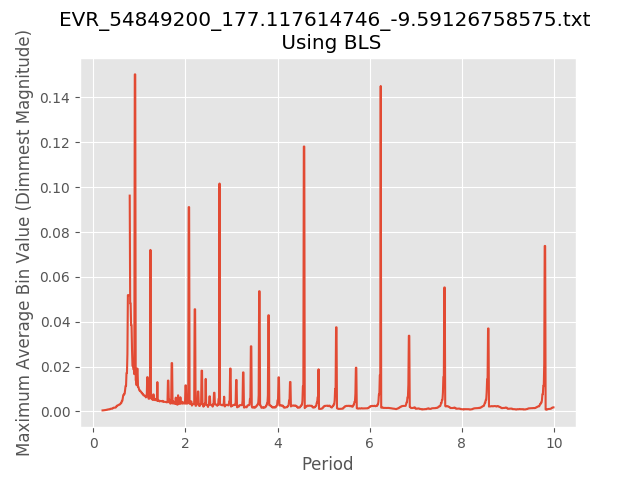 EVR_54849200_177.117614746_-9.59126758575.txt
Using BLS
Maximum Average Bin Value (Dimmest Magnitude)
0.14
0.12
0.10
0.08
0.06
0.04
0.02
0.00
0 2 4 6 8 10
Period